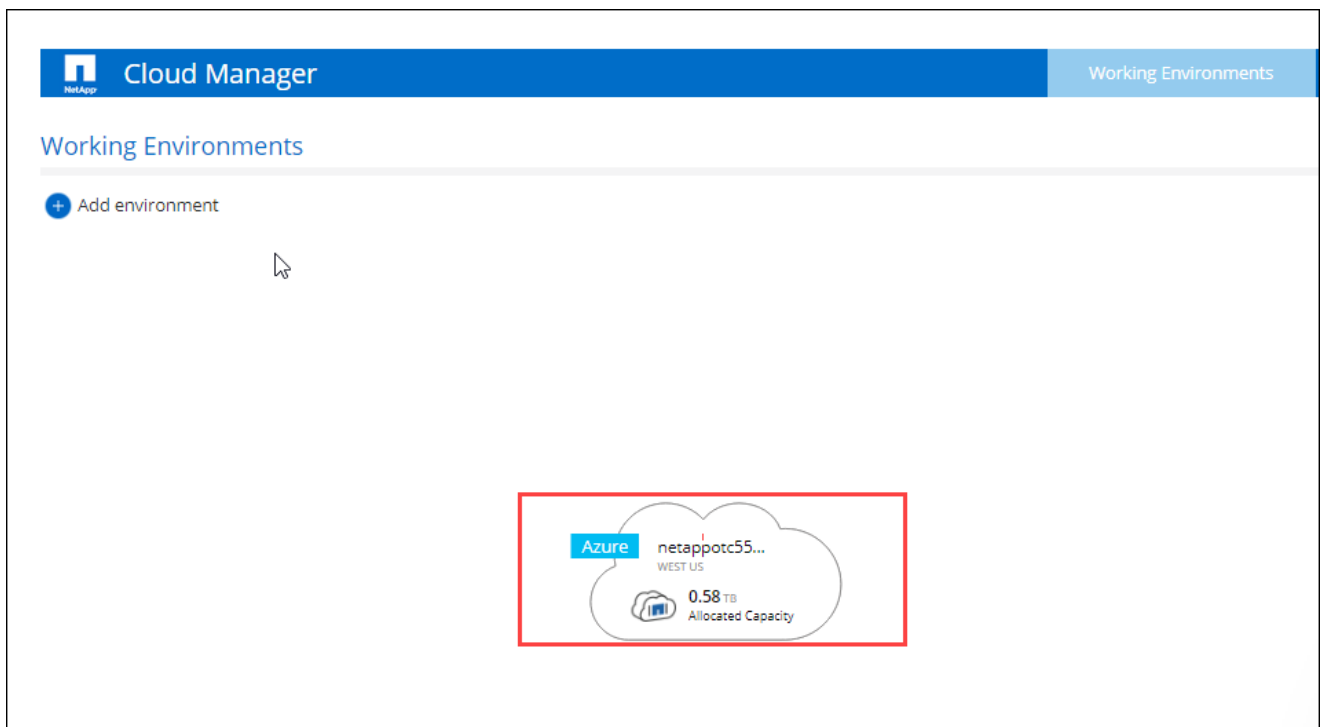 NetApp
Cloud Manager
Working Environments
Working Environments
+ Add environment
Azure
netappotc55...
WEST US
0.58 TB
Allocated Capacity